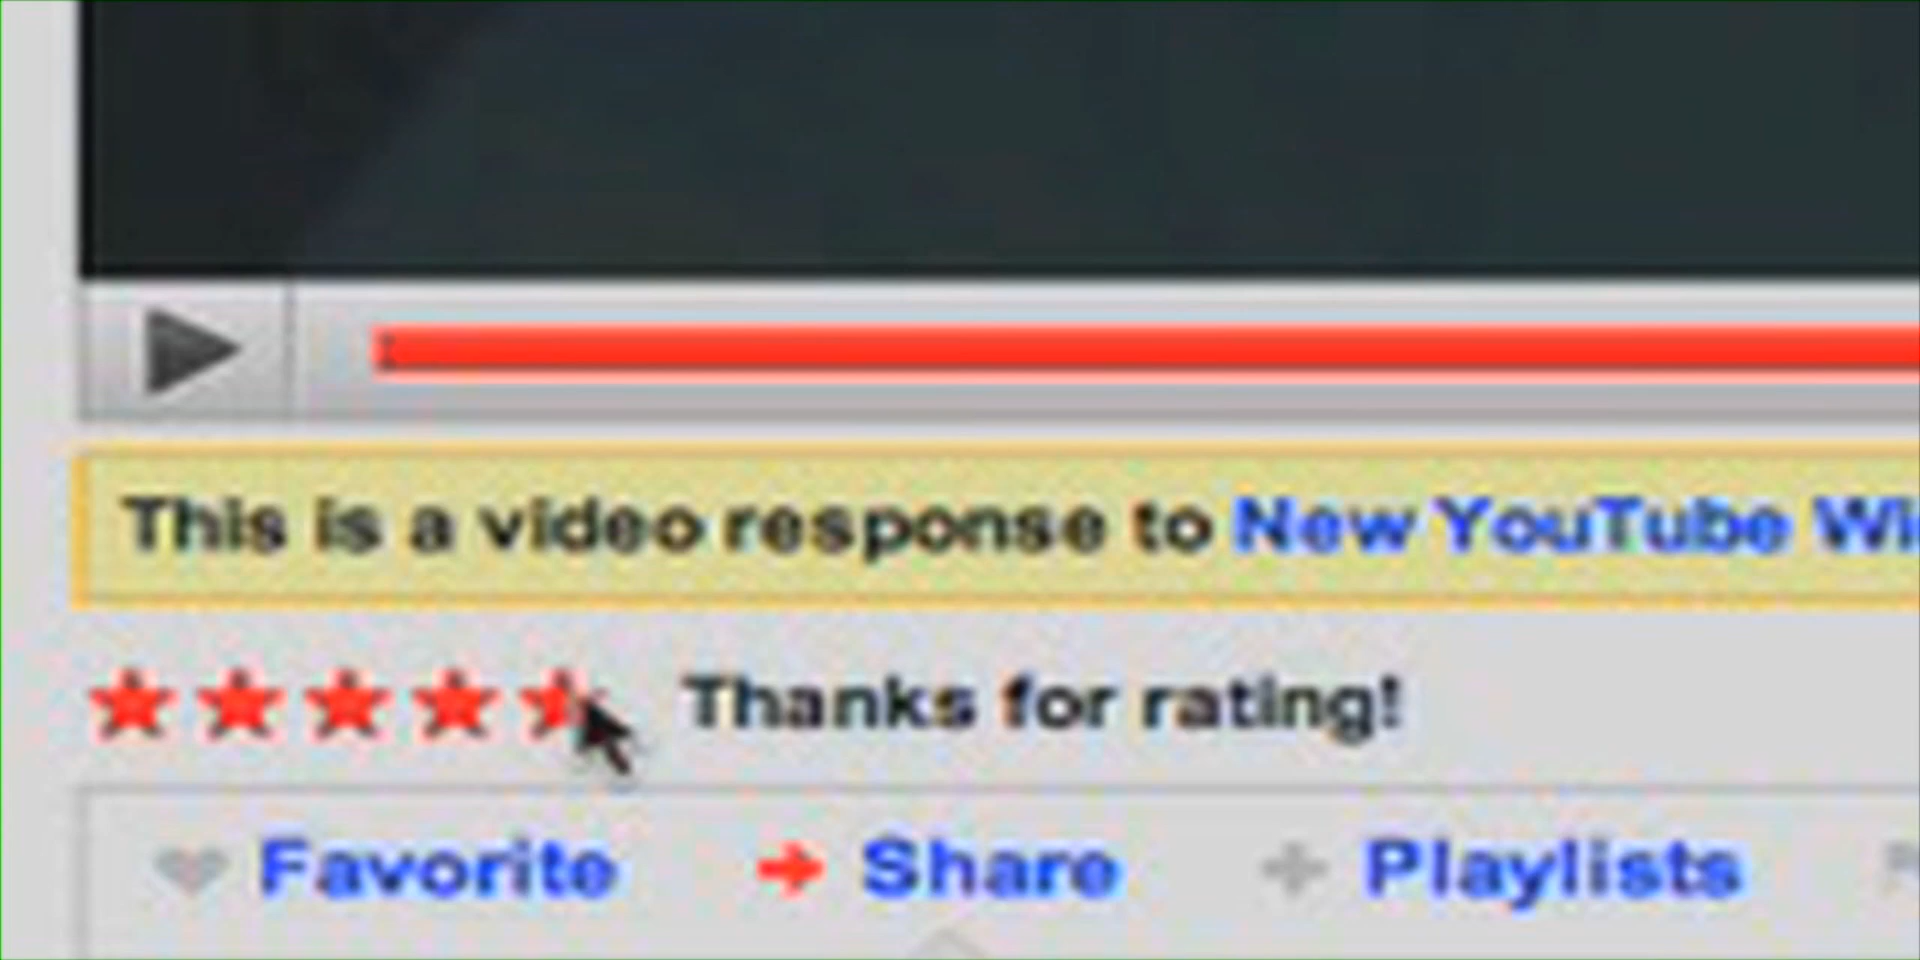 This is a video response to New YouTube
Thanks for rating!
Favorite Share Playlists